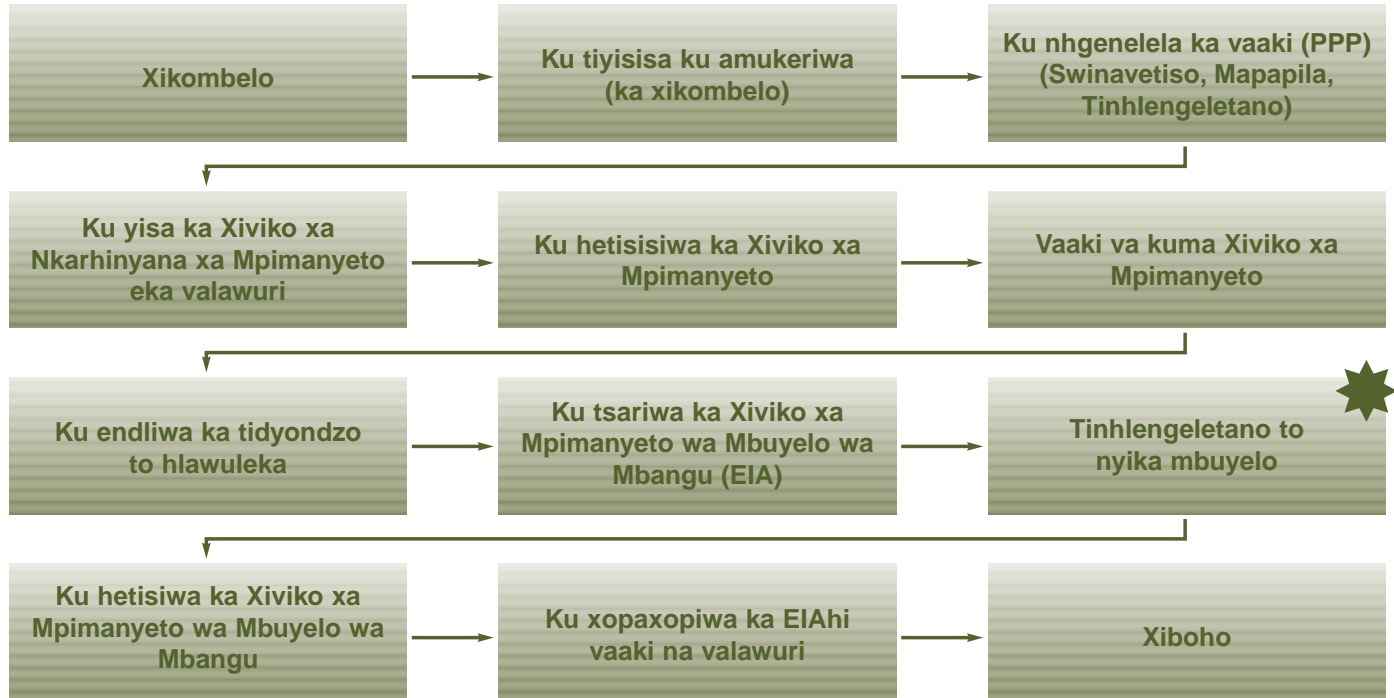 Xikombelo
Ku tiyisisa ku amukeriwa
(ka xikombelo)
Ku nhgenelela ka vaaki (PPP)
(Swinavetiso, Mapapila,
Tinhlengeletano)
Ku yisa ka Xiviko xa
Nkarhinyana xa Mpimanyeto
eka valawuri
Ku hetisisiwa ka Xiviko xa
Mpimanyeto
Vaaki va kuma Xiviko xa
Mpimanyeto
Ku endliwa ka tidyondzo
to hlawuleka
Ku tsariwa ka Xiviko xa
Mpimanyeto wa Mbuyelo wa
Mbangu (EIA)
Tinhlengeletano to
nyika mbuyelo
Ku hetisiwa ka Xiviko xa
Mpimanyeto wa Mbuyelo wa
Mbangu
Ku xopaxopiwa ka EIAhi
vaaki na valawuri
Xiboho